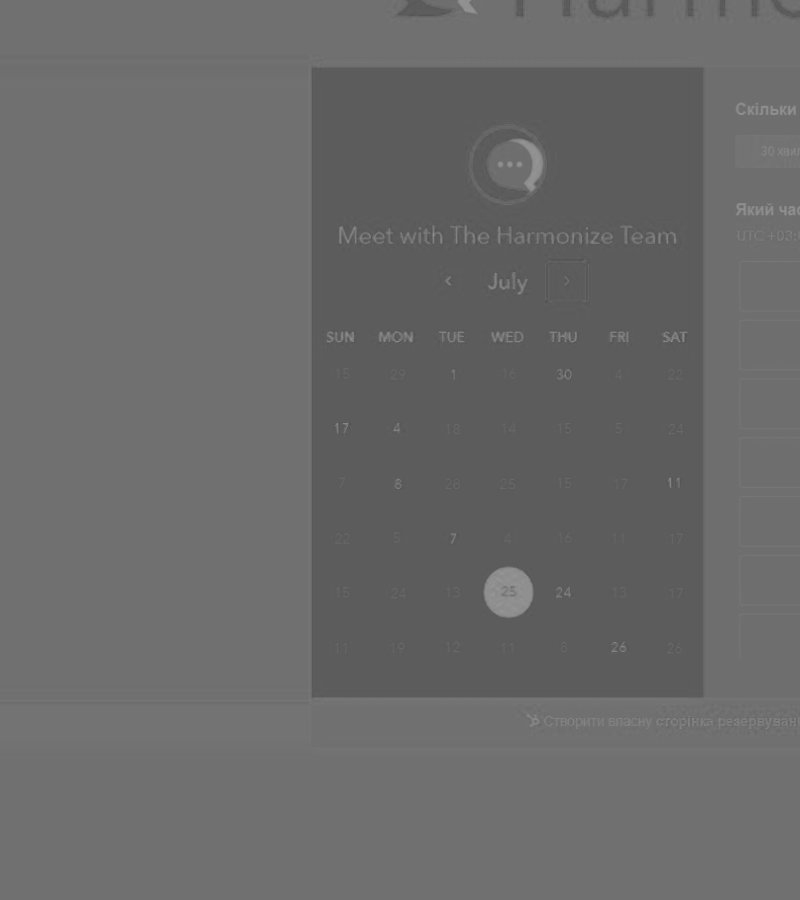 Harmo
Скільки
30 хвил
Meet with The Harmonize Team
Який час
UTC +03:
July
SUN MON TUE WED THU FRI SAT
15 29 1 16 30 4 22
17 4 18 14 15 5 24
7 8 28 25 15 17 11
22 5 7 4 16 11 17
15 24 13 25 24 13 17
11 19 12 11 8 26 26
Створити власну сторінка резервуван